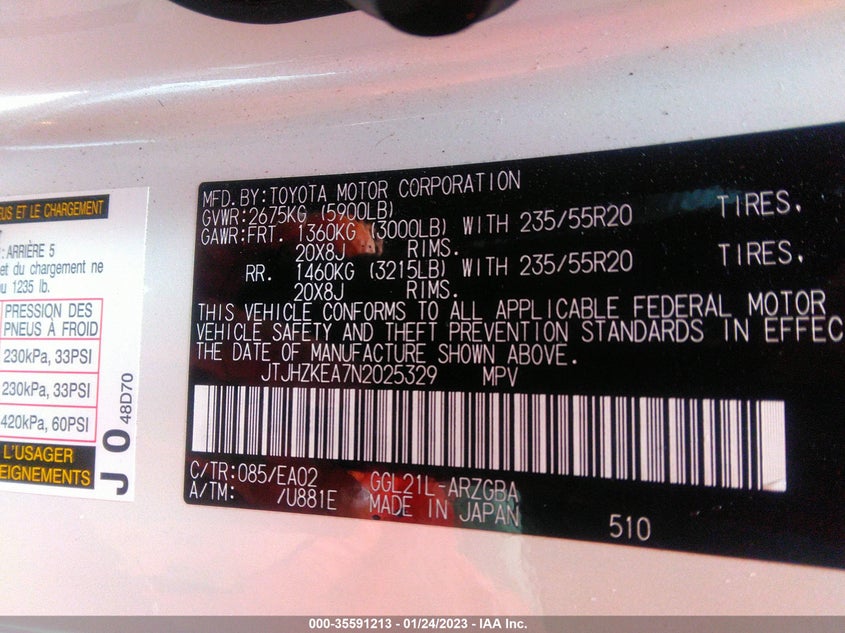 EUS ET LE CHARGEMENT
: ARRIÈRE 5
et du chargement ne
1235 lb.
PRESSION DES
PNEUS À FROID
230kPa, 33PSI
230kPa, 33PSI
420kPa, 60PSI
L'USAGER
EIGNEMENTS
J 0 48D70
MFD.BY:TOYOTA MOTOR CORPORATION
GVWR:2675KG (5900LB)
GAWR:FRT. 1360KG (3000LB) WITH 235/55R20 TIRES.
20X8J RIMS.
RR. 1460KG (3215LB) WITH 235/55R20 TIRES.
20X8J RIMS.
THIS VEHICLE CONFORMS TO ALL APPLICABLE FEDERAL MOTOR
VEHICLE SAFETY AND THEFT PREVENTION STANDARDS IN EFFEC
THE DATE OF MANUFACTURE SHOWN ABOVE.
JTJHZKEA7N2025329 MPV
C/TR:085/EA02 GGL21L-ARZGBA
A/TM: /U881E MADE IN JAPAN
510
000-35591213 - 01/24/2023 - IAA Inc.